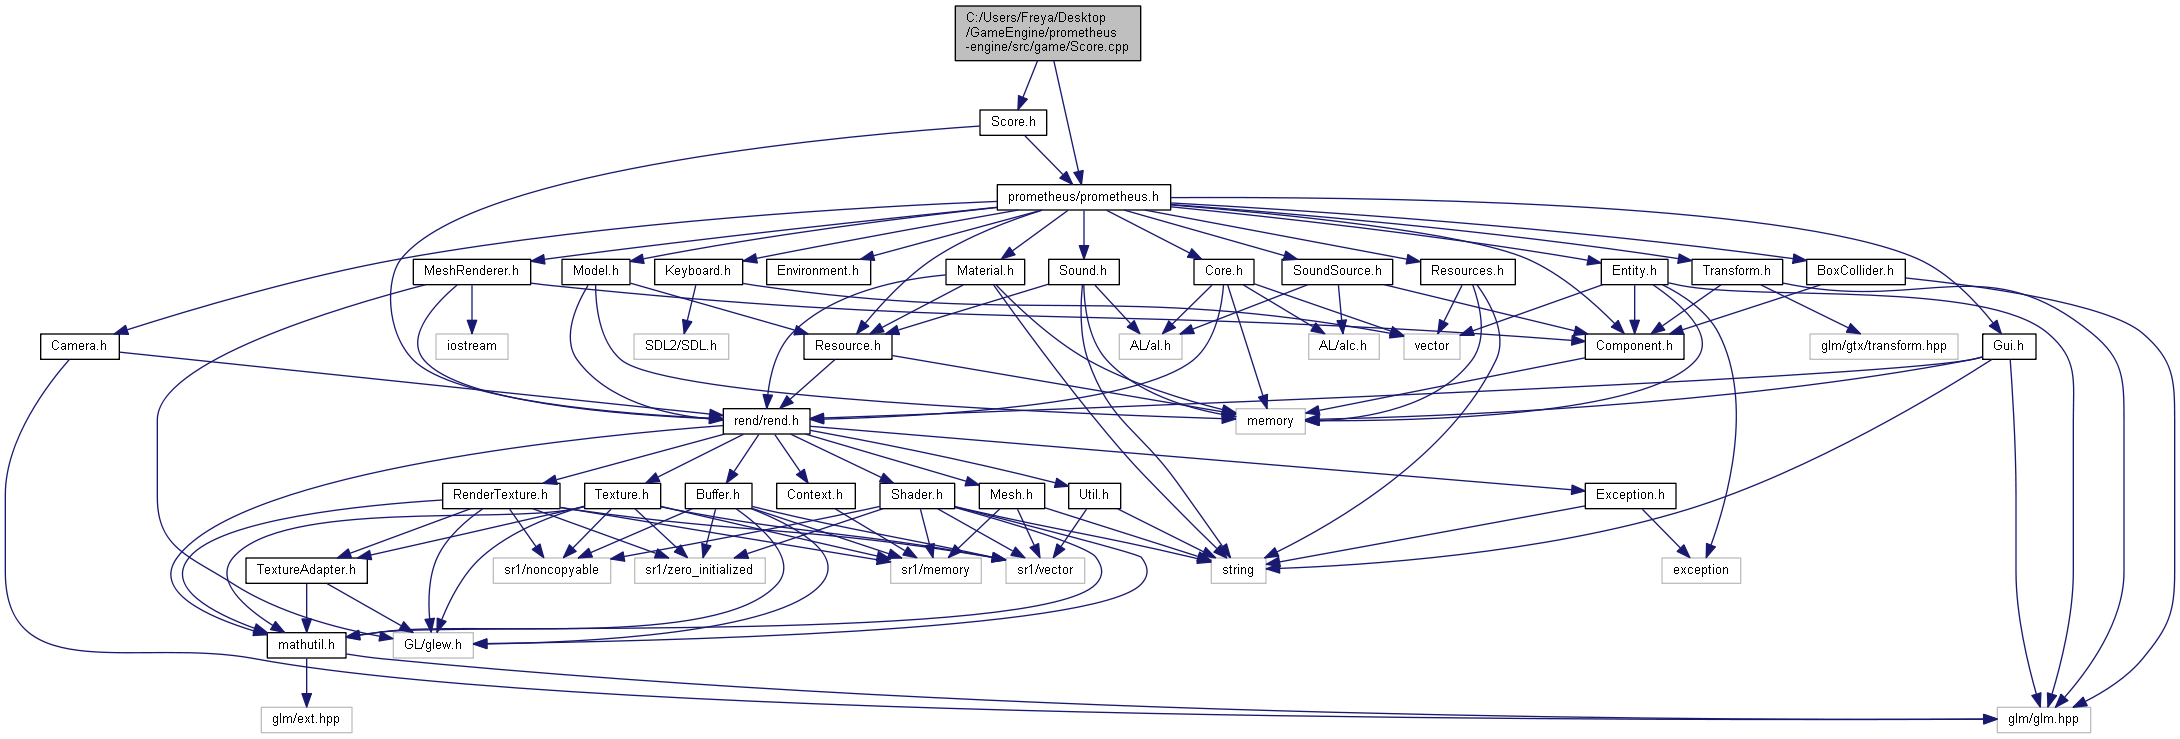 C:/Users/Freya/Desktop
/GameEngine/prometheus
-engine/src/game/Score.cpp
Score.h
prometheus/prometheus.h
MeshRenderer.h
Model.h
Keyboard.h
Environment.h
Material.h
Sound.h
Core.h
SoundSource.h
Resources.h
Entity.h
Transform.h
BoxCollider.h
Camera.h
iostream
SDL2/SDL.h
Resource.h
AL/al.h
AL/alc.h
vector
Component.h
glm/gtx/transform.hpp
Gui.h
rend/rend.h
memory
RenderTexture.h
Texture.h
Buffer.h
Context.h
Shader.h
Mesh.h
Util.h
Exception.h
TextureAdapter.h
sr1/noncopyable
sr1/zero_initialized
sr1/memory
sr1/vector
string
exception
mathutil.h
GL/glew.h
glm/ext.hpp
glm/glm.hpp